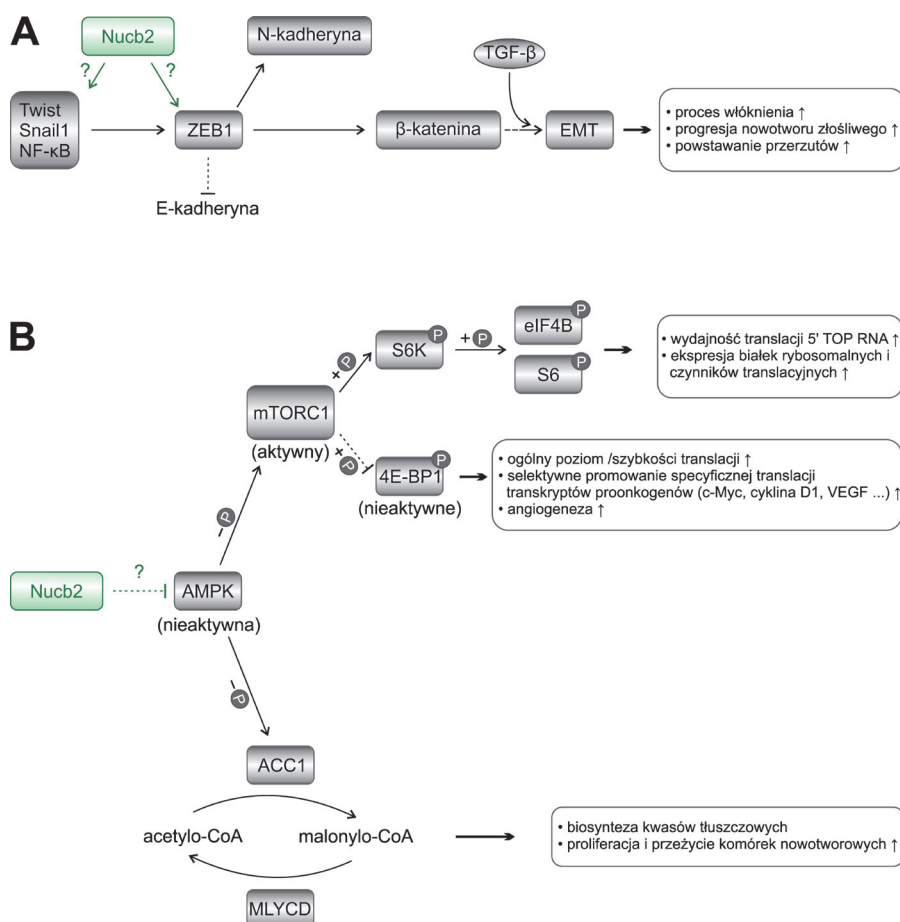 A
Nucb2
N-kadheryna
TGF-β
?
?
Twist
Snail1
NF-κB
ZEB1
β-katenina
EMT
• proces włóknienia ↑
• progresja nowotworu złośliwego ↑
• powstawanie przerzutów ↑
E-kadheryna
B
P
eIF4B
P
S6K
+ P
P
S6
• wydajność translacji 5' TOP RNA ↑
• ekspresja białek rybosomalnych i
czynników translacyjnych ↑
+ P
mTORC1
(aktywny)
+ P
P
4E-BP1
(nieaktywne)
• ogólny poziom /szybkości translacji ↑
• selektywne promowanie specyficznej translacji
transkryptów proonkogenów (c-Myc, cyklina D1, VEGF ...) ↑
• angiogeneza ↑
– P
Nucb2
?
AMPK
(nieaktywna)
– P
ACC1
acetylo-CoA
malonylo-CoA
• biosynteza kwasów tłuszczowych
• proliferacja i przeżycie komórek nowotworowych ↑
MLYCD